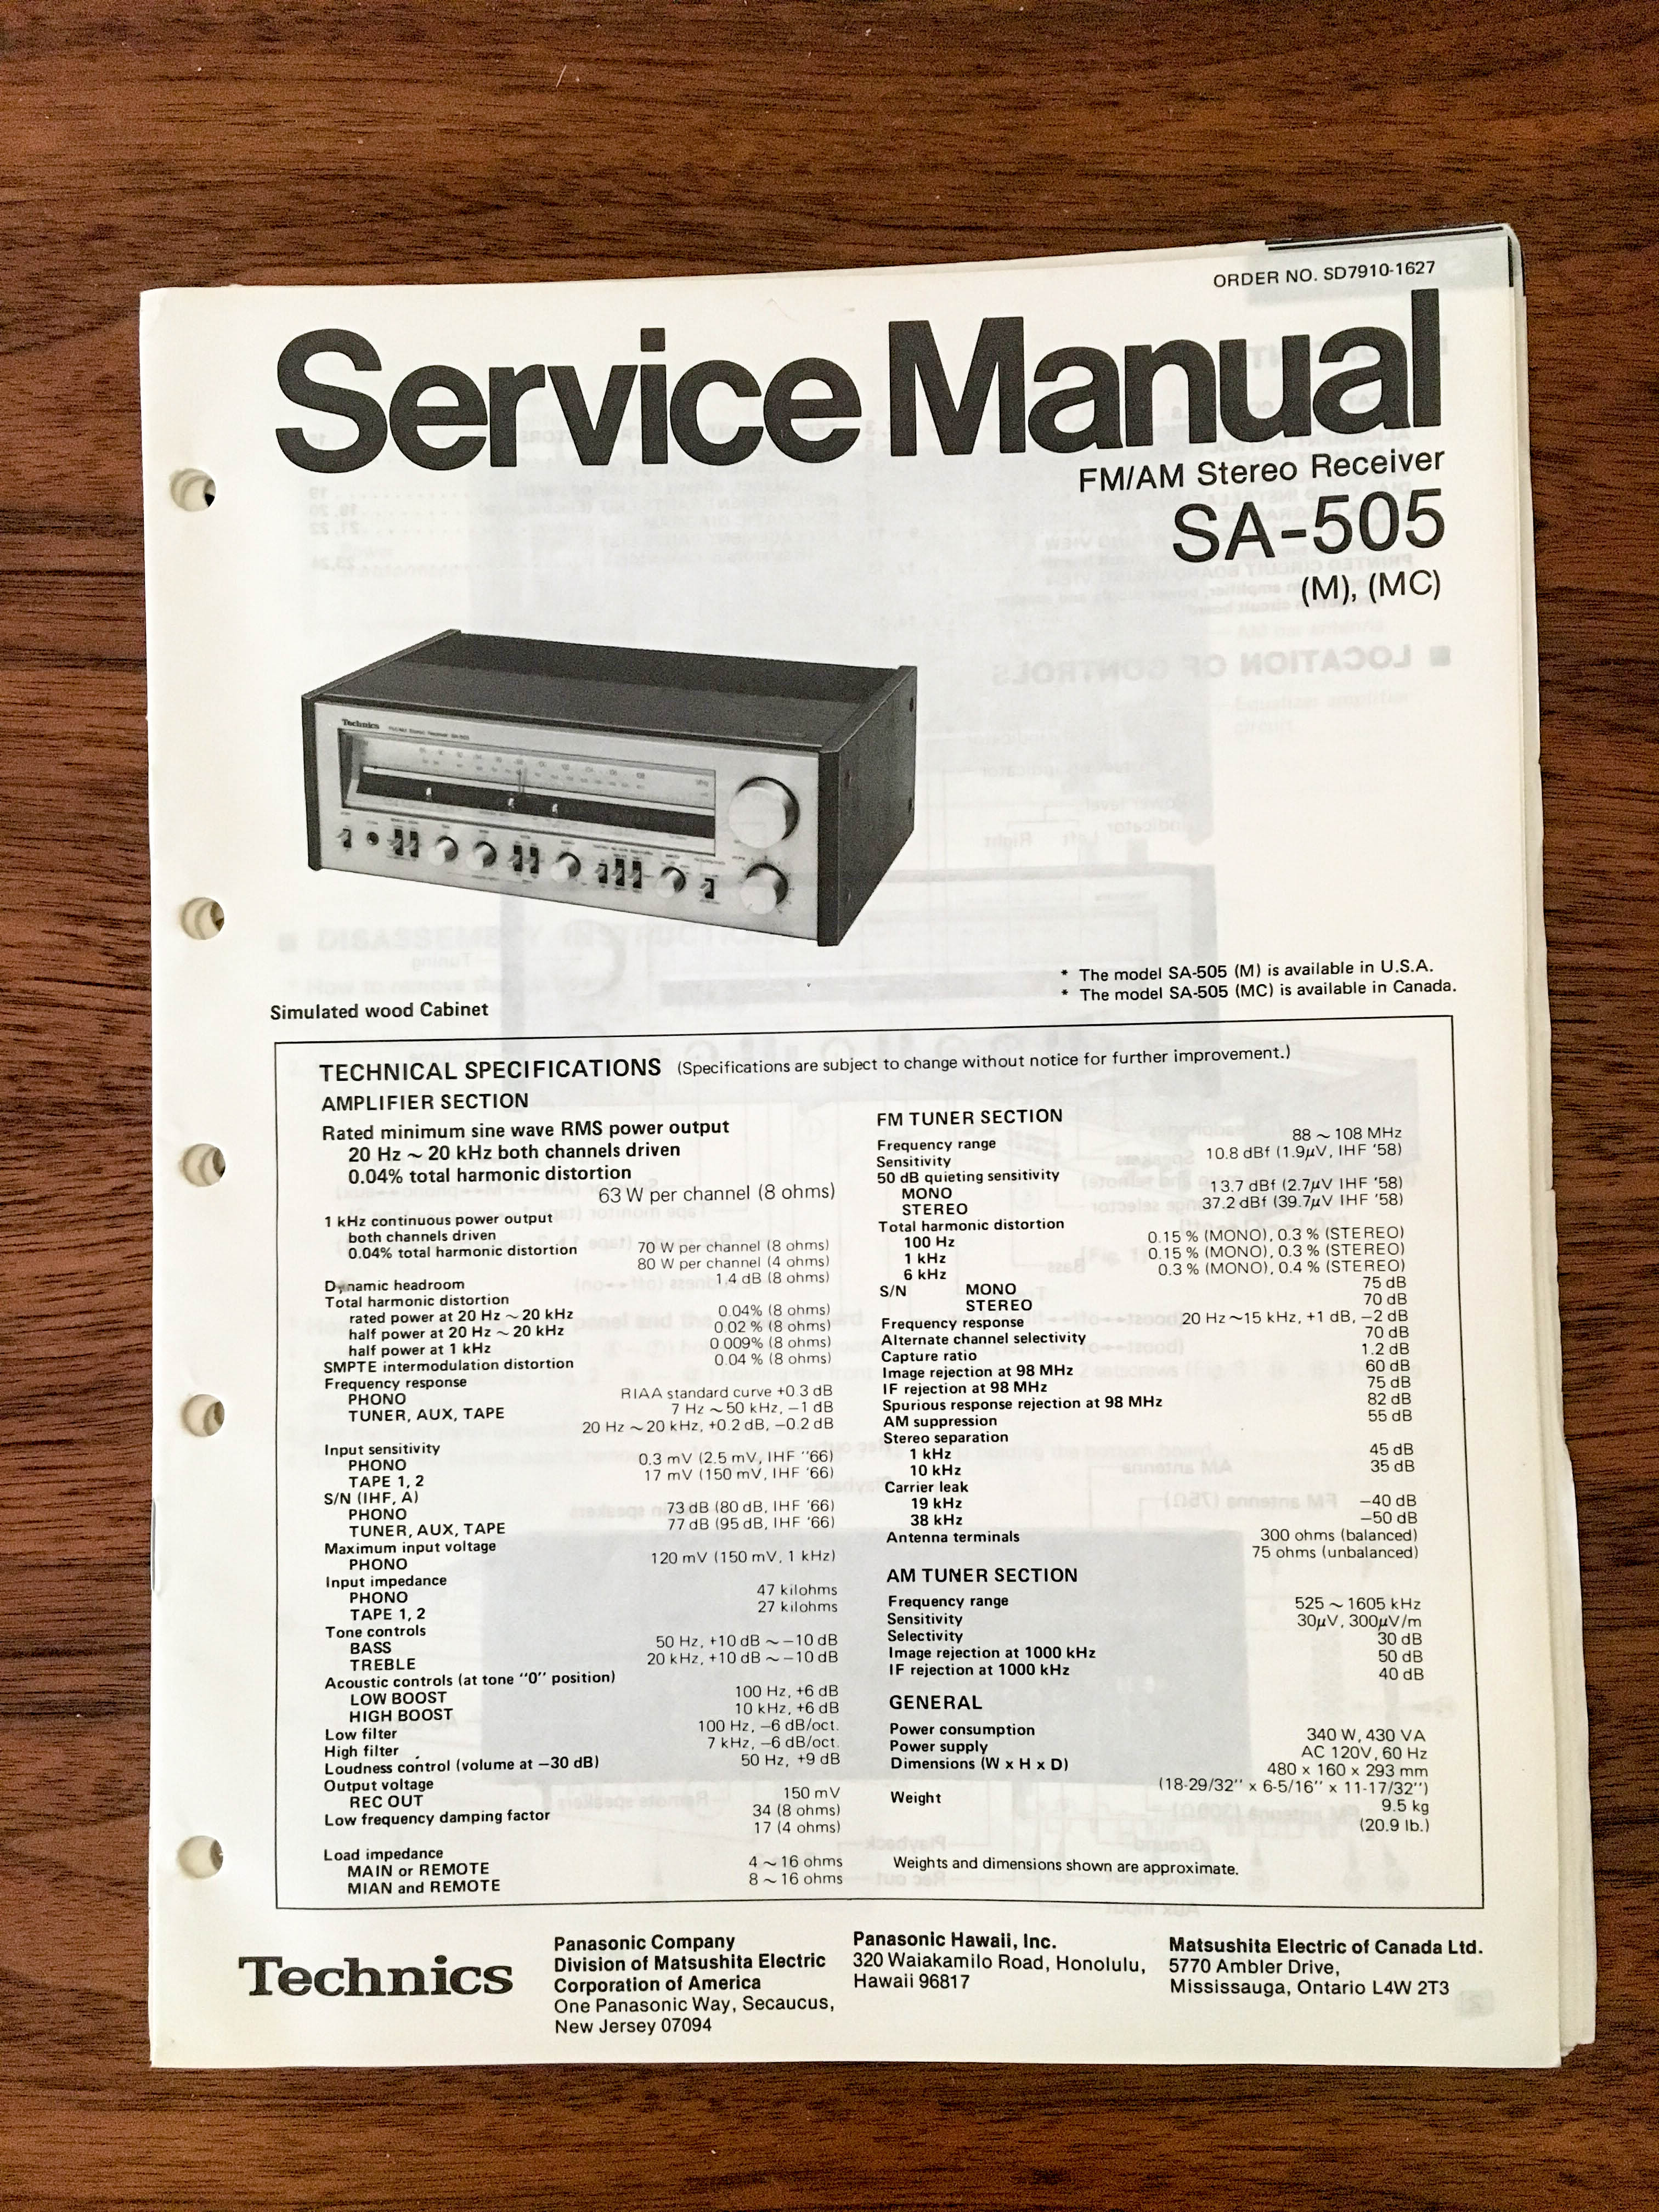 ORDER NO. SD7910-1627
Service Manual
FM/AM Stereo Receiver
SA-505
(M), (MC)
Technics
* The model SA-505 (M) is available in U.S.A.
* The model SA-505 (MC) is available in Canada.
Simulated wood Cabinet
TECHNICAL SPECIFICATIONS (Specifications are subject to change without notice for further improvement.)
AMPLIFIER SECTION
Rated minimum sine wave RMS power output
20 Hz ~ 20 kHz both channels driven
0.04% total harmonic distortion
63 W per channel (8 ohms)
1 kHz continuous power output
both channels driven
0.04% total harmonic distortion 70 W per channel (8 ohms)
80 W per channel (4 ohms)
Dynamic headroom 1.4 dB (8 ohms)
Total harmonic distortion
rated power at 20 Hz ~ 20 kHz 0.04% (8 ohms)
half power at 20 Hz ~ 20 kHz 0.02 % (8 ohms)
half power at 1 kHz 0.009% (8 ohms)
SMPTE intermodulation distortion 0.04 % (8 ohms)
Frequency response
PHONO RIAA standard curve +0.3 dB
TUNER, AUX, TAPE 7 Hz ~ 50 kHz, −1 dB
20 Hz ~ 20 kHz, +0.2 dB, −0.2 dB
Input sensitivity
PHONO 0.3 mV (2.5 mV, IHF ''66)
TAPE 1, 2 17 mV (150 mV, IHF '66)
S/N (IHF, A)
PHONO 73 dB (80 dB, IHF '66)
TUNER, AUX, TAPE 77 dB (95 dB, IHF '66)
Maximum input voltage
PHONO 120 mV (150 mV, 1 kHz)
Input impedance
PHONO 47 kilohms
TAPE 1, 2 27 kilohms
Tone controls
BASS 50 Hz, +10 dB ~ −10 dB
TREBLE 20 kHz, +10 dB ~ −10 dB
Acoustic controls (at tone "0" position)
LOW BOOST 100 Hz, +6 dB
HIGH BOOST 10 kHz, +6 dB
Low filter 100 Hz, −6 dB/oct.
High filter 7 kHz, −6 dB/oct.
Loudness control (volume at −30 dB) 50 Hz, +9 dB
Output voltage
REC OUT 150 mV
Low frequency damping factor 34 (8 ohms)
17 (4 ohms)
Load impedance
MAIN or REMOTE 4 ~ 16 ohms
MIAN and REMOTE 8 ~ 16 ohms
FM TUNER SECTION
Frequency range 88 ~ 108 MHz
Sensitivity 10.8 dBf (1.9μV, IHF '58)
50 dB quieting sensitivity
MONO 13.7 dBf (2.7μV IHF '58)
STEREO 37.2 dBf (39.7μV IHF '58)
Total harmonic distortion
100 Hz 0.15 % (MONO), 0.3 % (STEREO)
1 kHz 0.15 % (MONO), 0.3 % (STEREO)
6 kHz 0.3 % (MONO), 0.4 % (STEREO)
S/N MONO 75 dB
STEREO 70 dB
Frequency response 20 Hz ~15 kHz, +1 dB, −2 dB
Alternate channel selectivity 70 dB
Capture ratio 1.2 dB
Image rejection at 98 MHz 60 dB
IF rejection at 98 MHz 75 dB
Spurious response rejection at 98 MHz 82 dB
AM suppression 55 dB
Stereo separation
1 kHz 45 dB
10 kHz 35 dB
Carrier leak
19 kHz −40 dB
38 kHz −50 dB
Antenna terminals 300 ohms (balanced)
75 ohms (unbalanced)
AM TUNER SECTION
Frequency range 525 ~ 1605 kHz
Sensitivity 30μV, 300μV/m
Selectivity 30 dB
Image rejection at 1000 kHz 50 dB
IF rejection at 1000 kHz 40 dB
GENERAL
Power consumption 340 W, 430 VA
Power supply AC 120V, 60 Hz
Dimensions (W x H x D) 480 x 160 x 293 mm
(18-29/32'' x 6-5/16'' x 11-17/32'')
Weight 9.5 kg
(20.9 lb.)
Weights and dimensions shown are approximate.
Technics
Panasonic Company
Division of Matsushita Electric
Corporation of America
One Panasonic Way, Secaucus,
New Jersey 07094
Panasonic Hawaii, Inc.
320 Waiakamilo Road, Honolulu,
Hawaii 96817
Matsushita Electric of Canada Ltd.
5770 Ambler Drive,
Mississauga, Ontario L4W 2T3